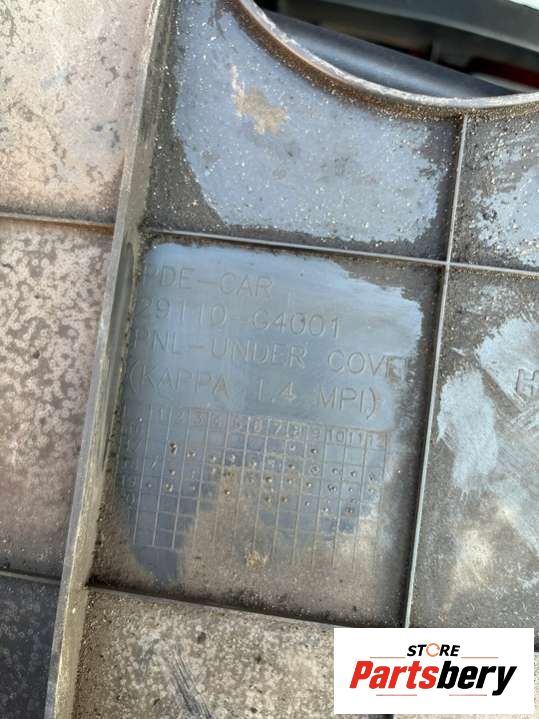 PDE-CAR
29110-G4001
PNL-UNDER COVE
(KAPPA 1.4 MPI)
1 2 3 4 5 6 7 8 9 10 11 12
H
STORE
Partsbery